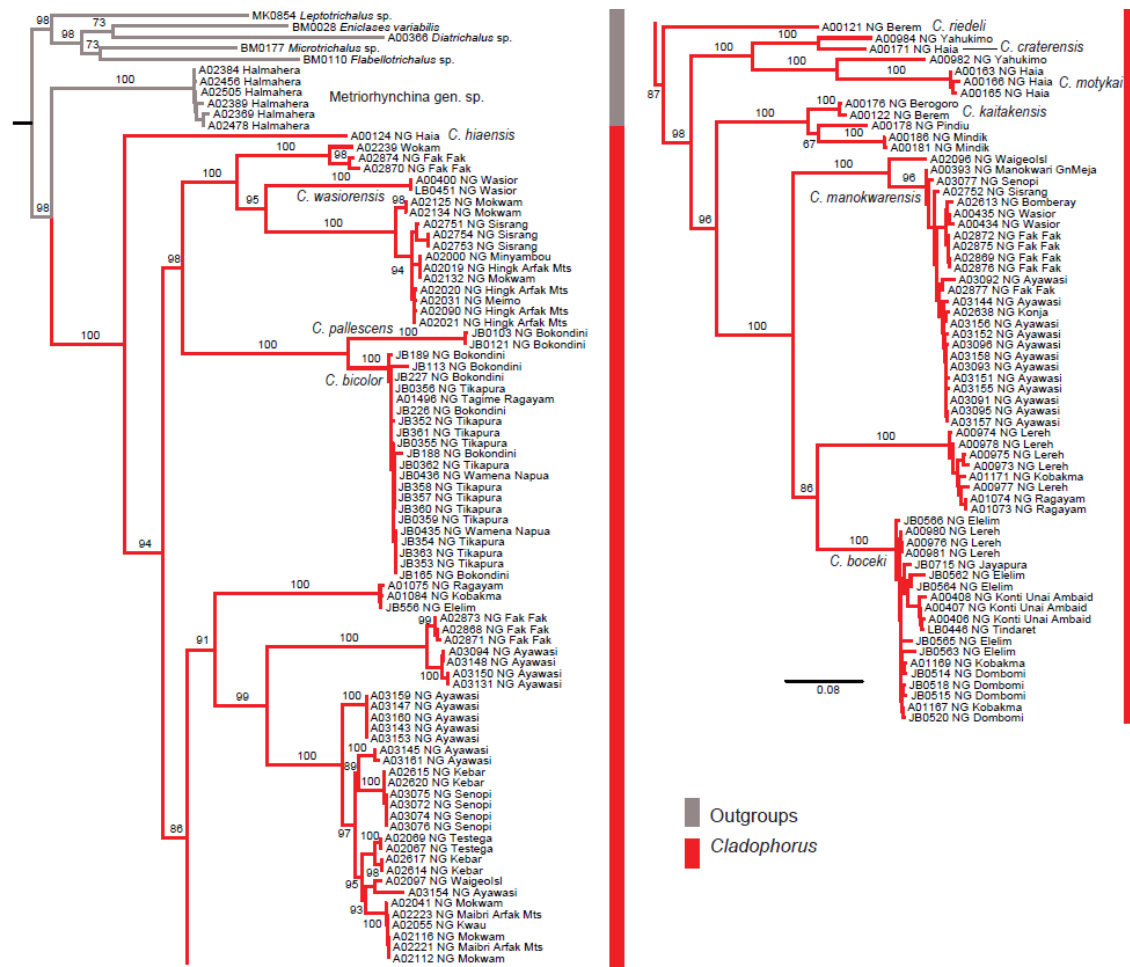 MK0854 Leptotrichalus sp.
98
73
BM0028 Eniclases variabilis
98
A00366 Diatrichalus sp.
73
BM0177 Microtrichalus sp.
BM0110 Flabellotrichalus sp.
A02384 Halmahera
100
A02456 Halmahera
A02505 Halmahera
Metriorhynchina gen. sp.
A02389 Halmahera
A02369 Halmahera
A02478 Halmahera
98
A00124 NG Haia
C. hiaensis
100
A02239 Wokam
100
98
A02874 NG Fak Fak
A02870 NG Fak Fak
100
100
A00400 NG Wasior
LB0451 NG Wasior
95
C. wasiorensis
98
A02125 NG Mokwam
A02134 NG Mokwam
100
A02751 NG Sisrang
A02754 NG Sisrang
A02753 NG Sisrang
94
A02000 NG Minyambou
A02019 NG Hingk Arfak Mts
A02132 NG Mokwam
A02020 NG Hingk Arfak Mts
A02031 NG Meimo
A02090 NG Hingk Arfak Mts
A02021 NG Hingk Arfak Mts
98
100
C. pallescens
100
JB0103 NG Bokondini
JB0121 NG Bokondini
100
100
JB189 NG Bokondini
JB113 NG Bokondini
C. bicolor
JB227 NG Bokondini
JB0356 NG Tikapura
A01496 NG Tagime Ragayam
JB226 NG Bokondini
JB352 NG Tikapura
JB361 NG Tikapura
JB0355 NG Tikapura
JB188 NG Bokondini
JB0362 NG Tikapura
JB0436 NG Wamena Napua
JB358 NG Tikapura
JB357 NG Tikapura
JB360 NG Tikapura
JB0359 NG Tikapura
JB0435 NG Wamena Napua
JB354 NG Tikapura
JB363 NG Tikapura
JB353 NG Tikapura
JB165 NG Bokondini
94
100
A01075 NG Ragayam
A01084 NG Kobakma
JB556 NG Elelim
91
99
A02873 NG Fak Fak
A02868 NG Fak Fak
A02871 NG Fak Fak
100
A03094 NG Ayawasi
A03148 NG Ayawasi
100
A03150 NG Ayawasi
A03131 NG Ayawasi
99
100
A03159 NG Ayawasi
A03147 NG Ayawasi
A03160 NG Ayawasi
A03143 NG Ayawasi
A03153 NG Ayawasi
100
100
A03145 NG Ayawasi
A03161 NG Ayawasi
89
A02615 NG Kebar
100
A02620 NG Kebar
A03075 NG Senopi
A03072 NG Senopi
A03074 NG Senopi
A03076 NG Senopi
97
86
100
A02069 NG Testega
A02067 NG Testega
A02617 NG Kebar
98
A02614 NG Kebar
95
A02097 NG Waigeolsl
A03154 NG Ayawasi
93
A02041 NG Mokwam
A02223 NG Maibri Arfak Mts
100
A02055 NG Kwau
A02116 NG Mokwam
A02221 NG Maibri Arfak Mts
A02112 NG Mokwam
A00121 NG Berem
C. riedeli
100
A00984 NG Yahukimo
A00171 NG Haia
C. craterensis
100
100
A00982 NG Yahukimo
87
100
A00163 NG Haia
A00166 NG Haia
C. motykai
A00165 NG Haia
98
100
A00176 NG Berogoro
A00122 NG Berem
C. kaitakensis
100
A00178 NG Pindiu
100
A00186 NG Mindik
67
A00181 NG Mindik
96
100
100
A02096 NG Waigeolsl
A00393 NG Manokwari GnMeja
96
A03077 NG Senopi
C. manokwarensis
A02752 NG Sisrang
A02613 NG Bomberay
A00435 NG Wasior
A00434 NG Wasior
A02872 NG Fak Fak
A02875 NG Fak Fak
A02869 NG Fak Fak
A02876 NG Fak Fak
A03092 NG Ayawasi
A02877 NG Fak Fak
A03144 NG Ayawasi
A02638 NG Konja
A03156 NG Ayawasi
A03152 NG Ayawasi
A03096 NG Ayawasi
A03158 NG Ayawasi
A03093 NG Ayawasi
A03151 NG Ayawasi
A03155 NG Ayawasi
A03091 NG Ayawasi
A03095 NG Ayawasi
A03157 NG Ayawasi
100
A00974 NG Lereh
A00978 NG Lereh
A00975 NG Lereh
A00973 NG Lereh
A01171 NG Kobakma
A00977 NG Lereh
A01074 NG Ragayam
A01073 NG Ragayam
86
JB0566 NG Elelim
A00980 NG Lereh
100
A00976 NG Lereh
A00981 NG Lereh
C. boceki
JB0715 NG Jayapura
JB0562 NG Elelim
JB0564 NG Elelim
A00408 NG Konti Unai Ambaid
A00407 NG Konti Unai Ambaid
A00406 NG Konti Unai Ambaid
LB0446 NG Tindaret
JB0565 NG Elelim
JB0563 NG Elelim
A01169 NG Kobakma
JB0514 NG Dombomi
JB0518 NG Dombomi
JB0515 NG Dombomi
A01167 NG Kobakma
JB0520 NG Dombomi
0.08
Outgroups
Cladophorus